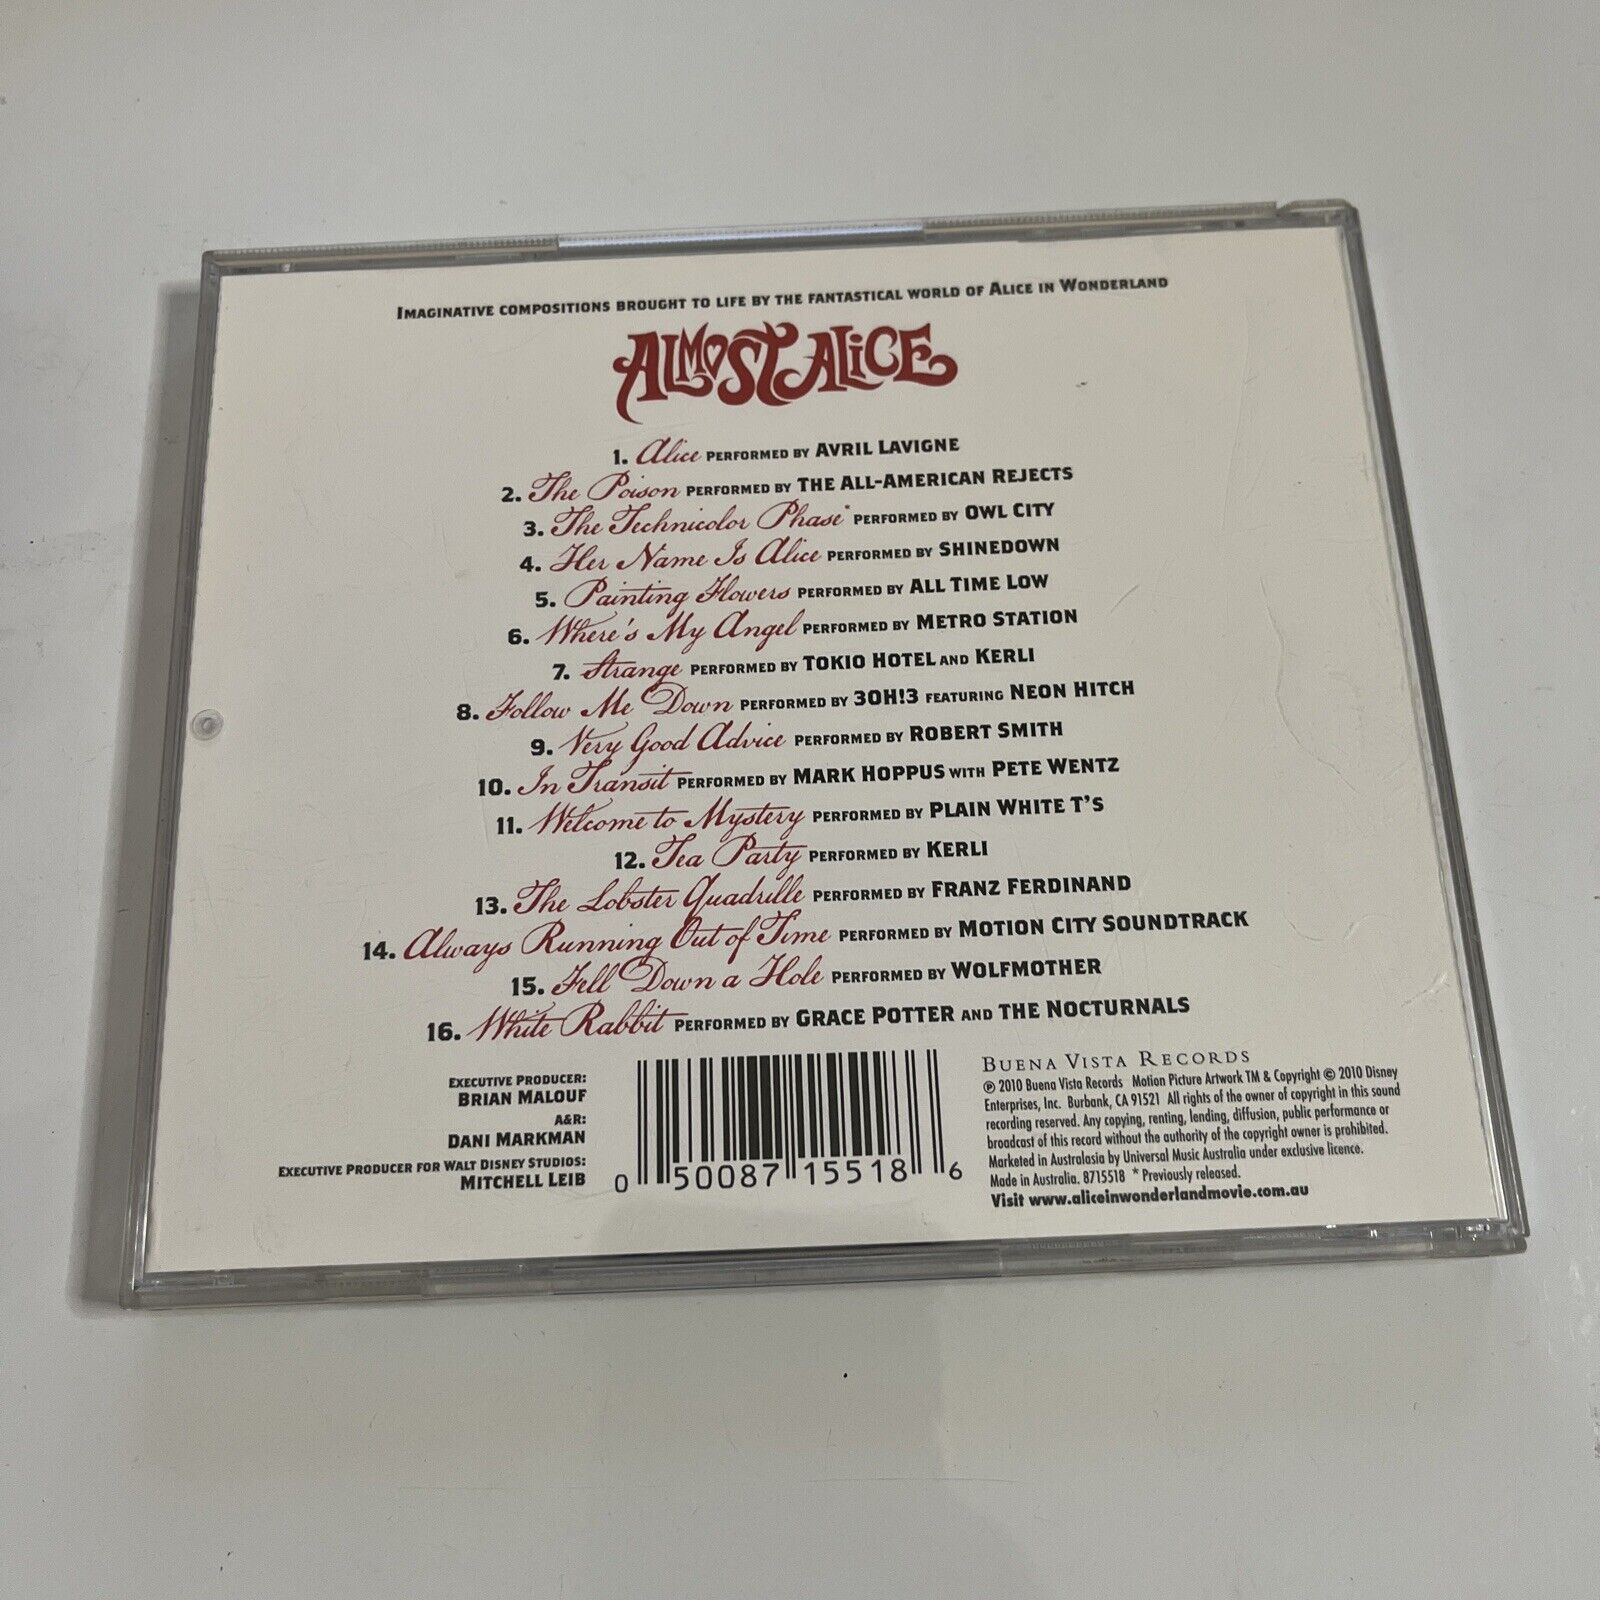 Imaginative compositions brought to life by the fantastical world of Alice in Wonderland
ALMOST ALICE
1. Alice performed by Avril Lavigne
2. The Poison performed by The All-American Rejects
3. The Technicolor Phase* performed by Owl City
4. Her Name Is Alice performed by Shinedown
5. Painting Flowers performed by All Time Low
6. Where's My Angel performed by Metro Station
7. Strange performed by Tokio Hotel and Kerli
8. Follow Me Down performed by 3OH!3 featuring Neon Hitch
9. Very Good Advice performed by Robert Smith
10. In Transit performed by Mark Hoppus with Pete Wentz
11. Welcome to Mystery performed by Plain White T's
12. Tea Party performed by Kerli
13. The Lobster Quadrille performed by Franz Ferdinand
14. Always Running Out of Time performed by Motion City Soundtrack
15. Fell Down a Hole performed by Wolfmother
16. White Rabbit performed by Grace Potter and The Nocturnals
Executive Producer:
Brian Malouf
A&R:
Dani Markman
Executive Producer for Walt Disney Studios:
Mitchell Leib
0 50087 15518 6
Buena Vista Records
℗ 2010 Buena Vista Records Motion Picture Artwork TM & Copyright © 2010 Disney
Enterprises, Inc. Burbank, CA 91521 All rights of the owner of copyright in this sound
recording reserved. Any copying, renting, lending, diffusion, public performance or
broadcast of this record without the authority of the copyright owner is prohibited.
Marketed in Australasia by Universal Music Australia under exclusive licence.
Made in Australia. 8715518 * Previously released.
Visit www.aliceinwonderlandmovie.com.au